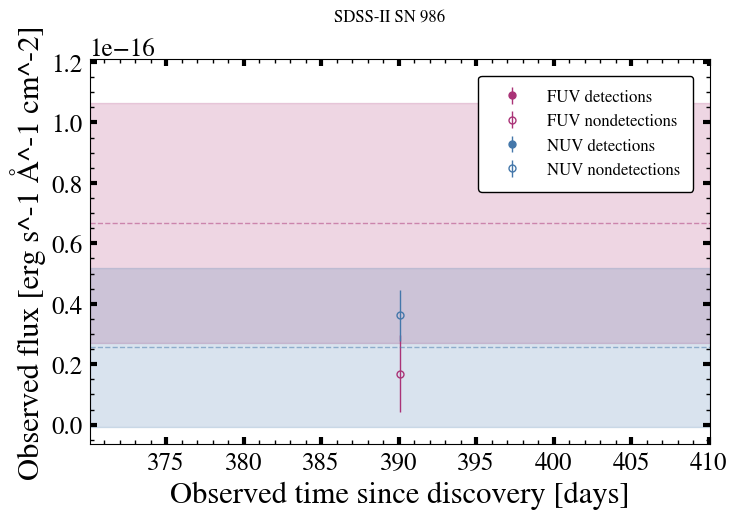 SDSS-II SN 986
1e−16
1.2
1.0
0.8
0.6
0.4
0.2
0.0
Observed flux [erg s^-1 Å^-1 cm^-2]
FUV detections
FUV nondetections
NUV detections
NUV nondetections
375 380 385 390 395 400 405 410
Observed time since discovery [days]